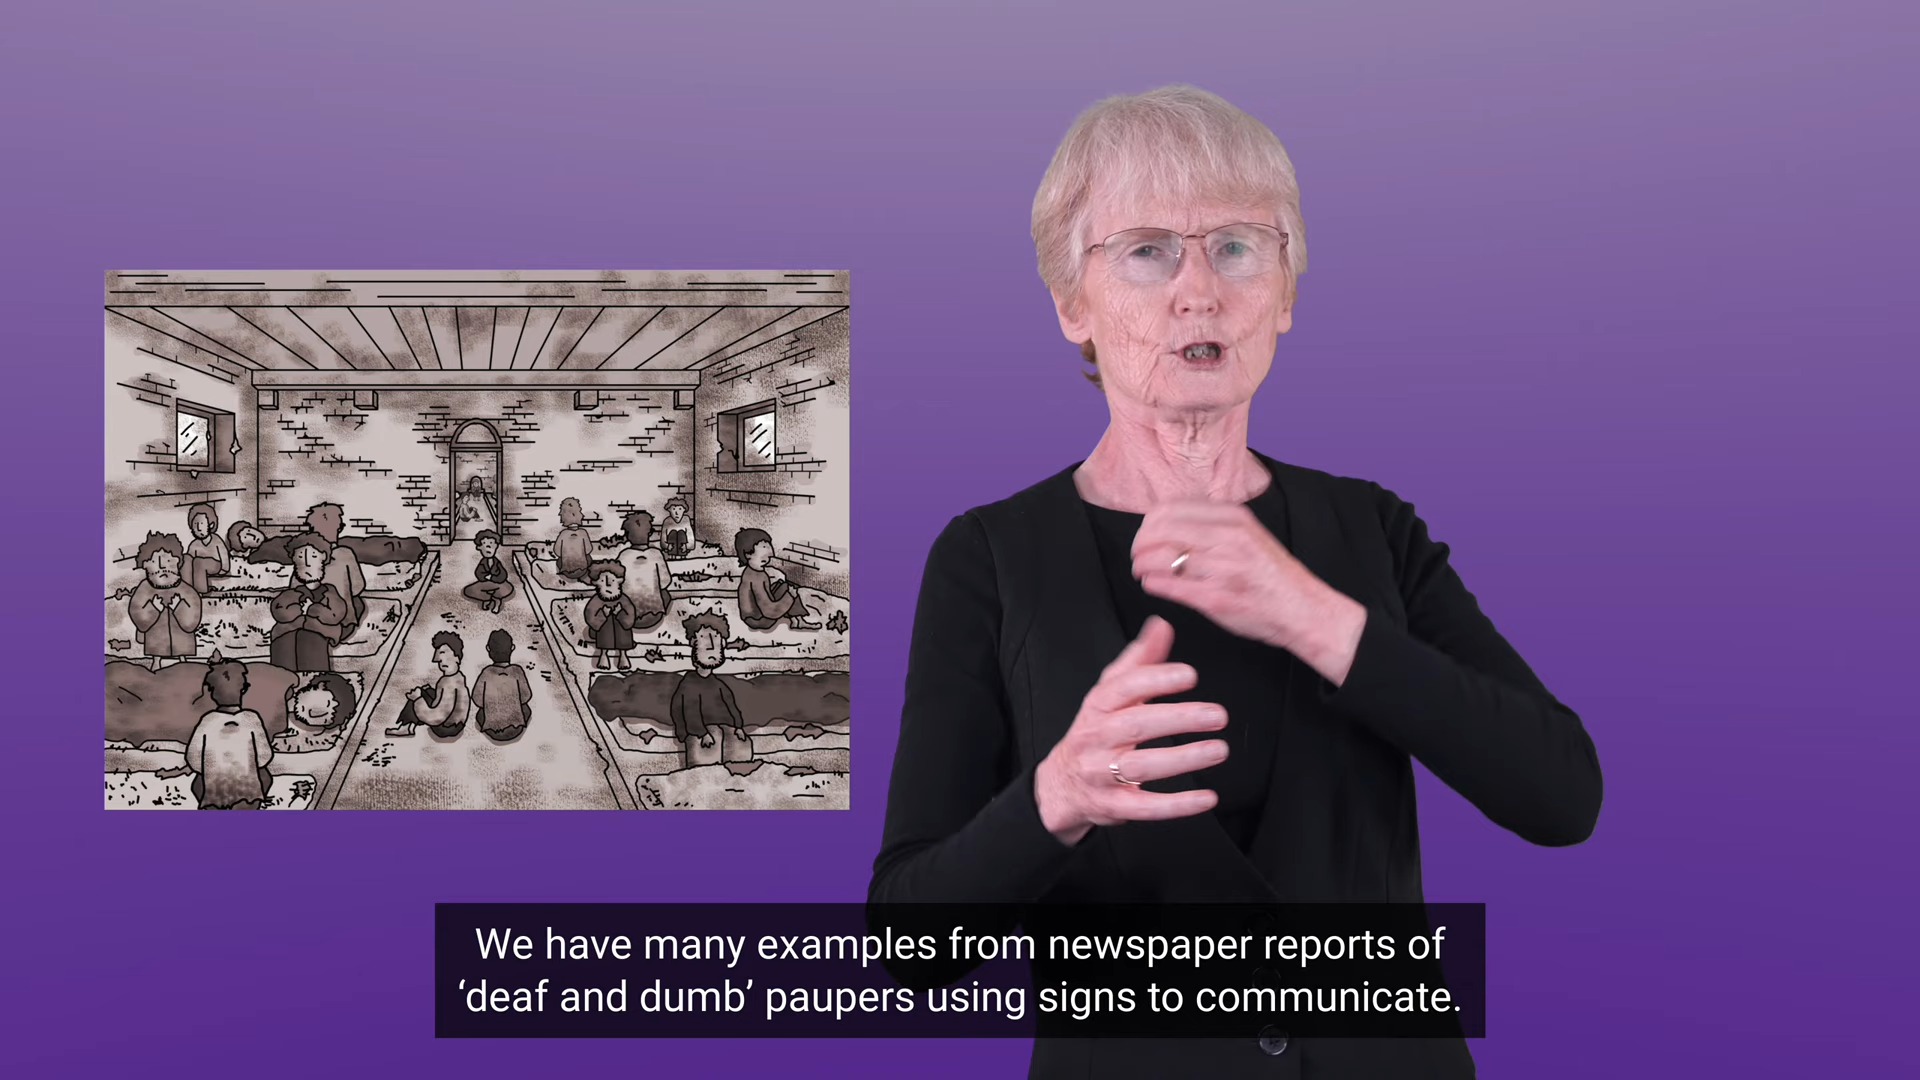 We have many examples from newspaper reports of
‘deaf and dumb’ paupers using signs to communicate.